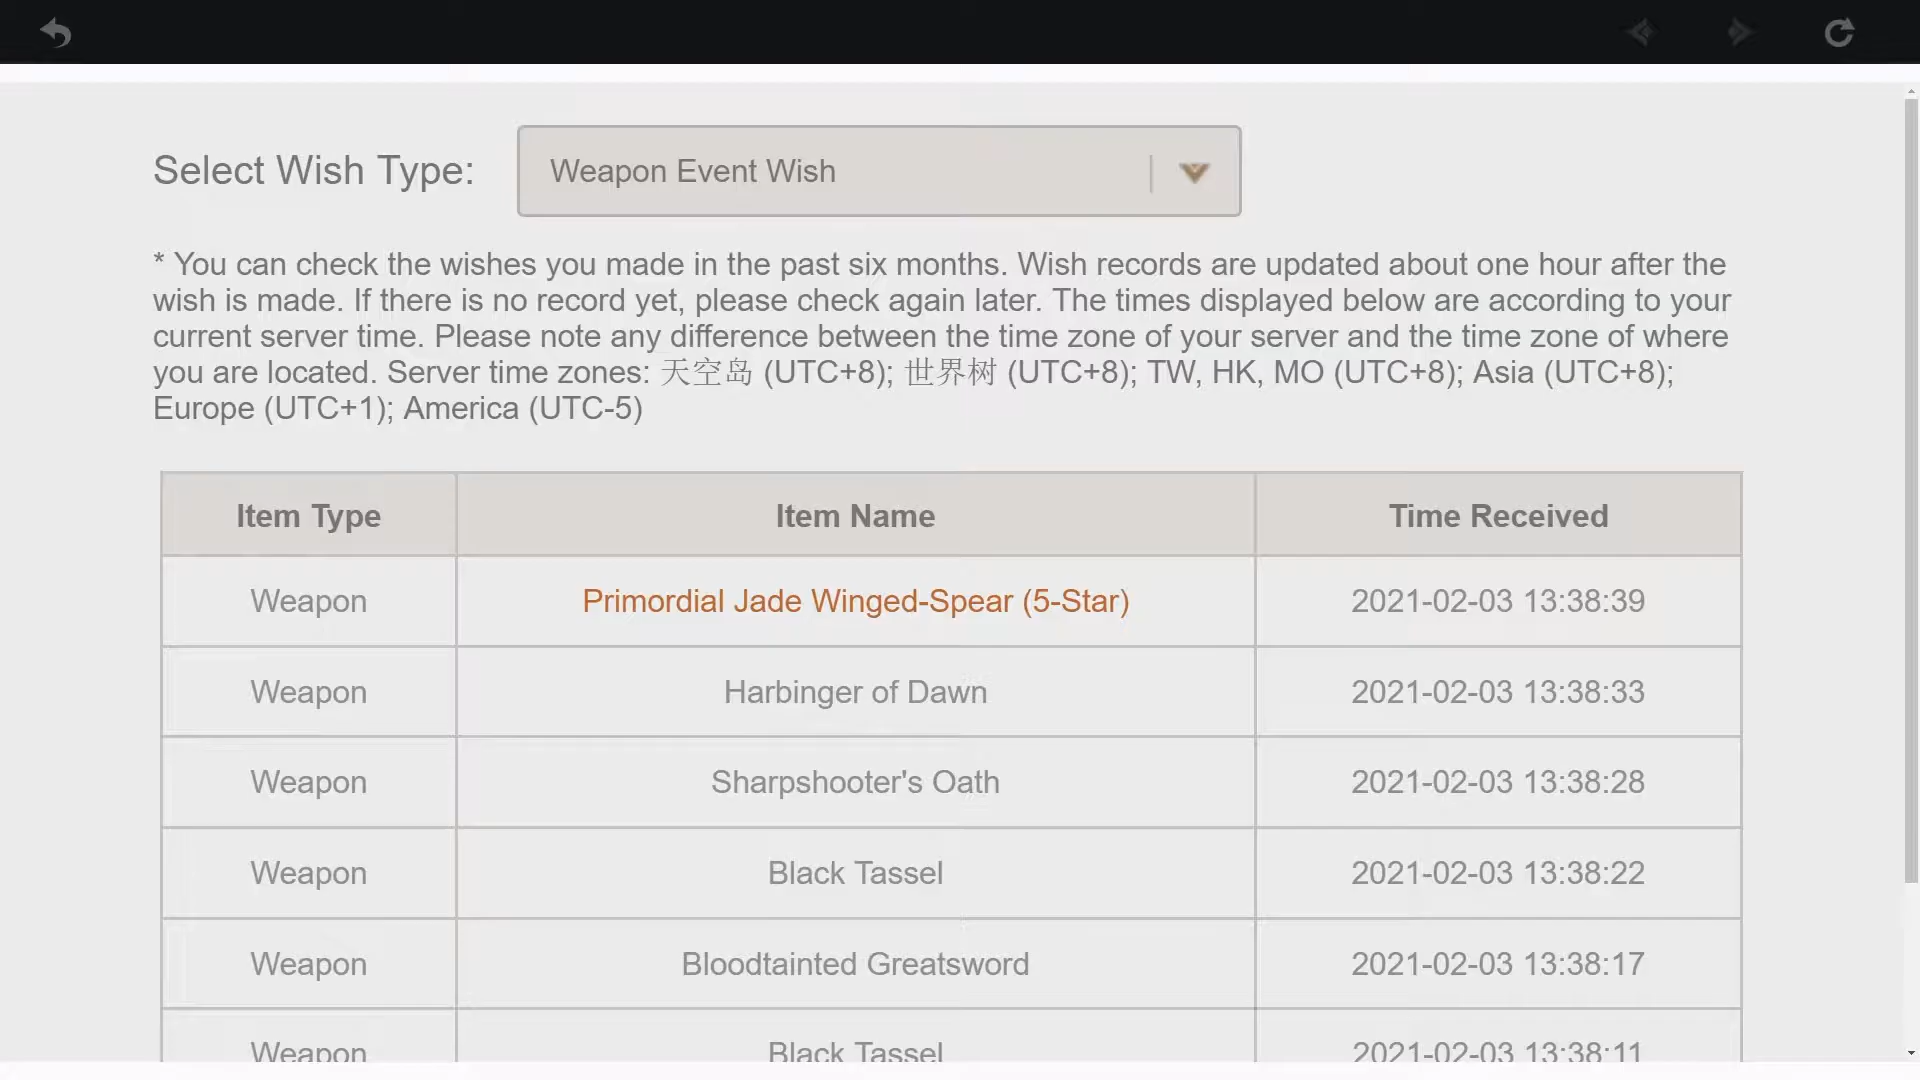 Select Wish Type:
Weapon Event Wish
* You can check the wishes you made in the past six months. Wish records are updated about one hour after the
wish is made. If there is no record yet, please check again later. The times displayed below are according to your
current server time. Please note any difference between the time zone of your server and the time zone of where
you are located. Server time zones: 天空岛 (UTC+8); 世界树 (UTC+8); TW, HK, MO (UTC+8); Asia (UTC+8);
Europe (UTC+1); America (UTC-5)
Item Type Item Name Time Received
Weapon Primordial Jade Winged-Spear (5-Star) 2021-02-03 13:38:39
Weapon Harbinger of Dawn 2021-02-03 13:38:33
Weapon Sharpshooter's Oath 2021-02-03 13:38:28
Weapon Black Tassel 2021-02-03 13:38:22
Weapon Bloodtainted Greatsword 2021-02-03 13:38:17
Weapon Black Tassel 2021-02-03 13:38:11